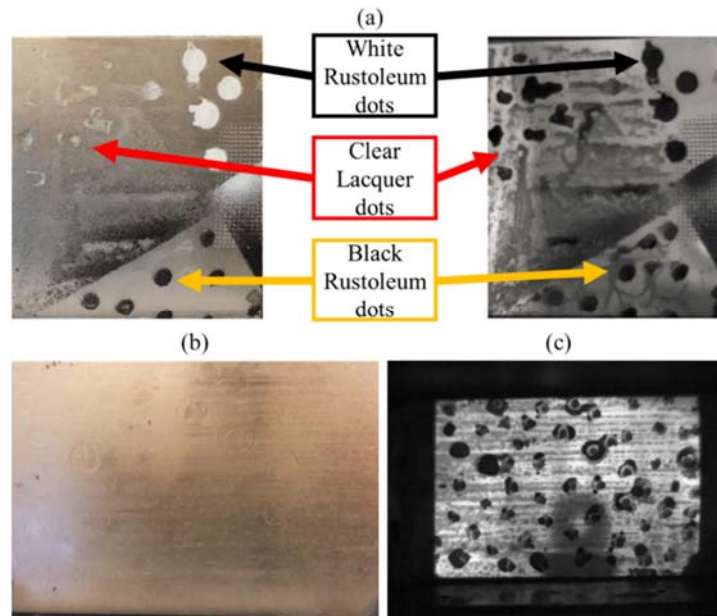 (a)
White
Rustoleum
dots
Clear
Lacquer
dots
Black
Rustoleum
dots
(b)
(c)